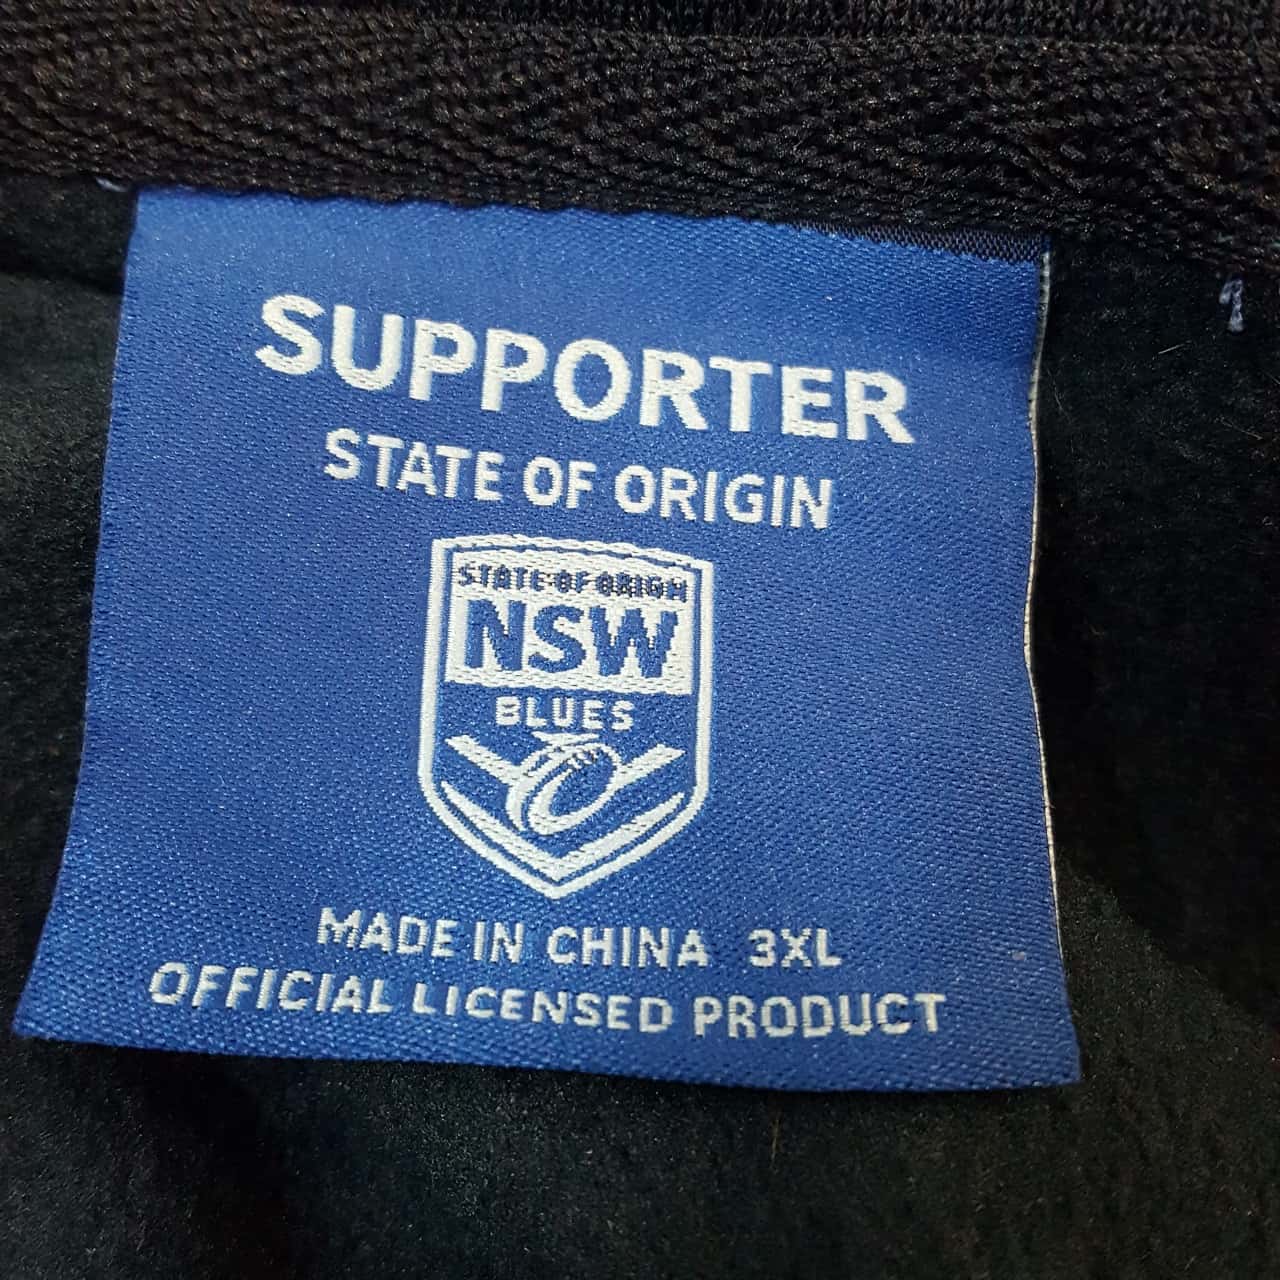 SUPPORTER
STATE OF ORIGIN
STATE OF ORIGIN
NSW
BLUES
MADE IN CHINA 3XL
OFFICIAL LICENSED PRODUCT